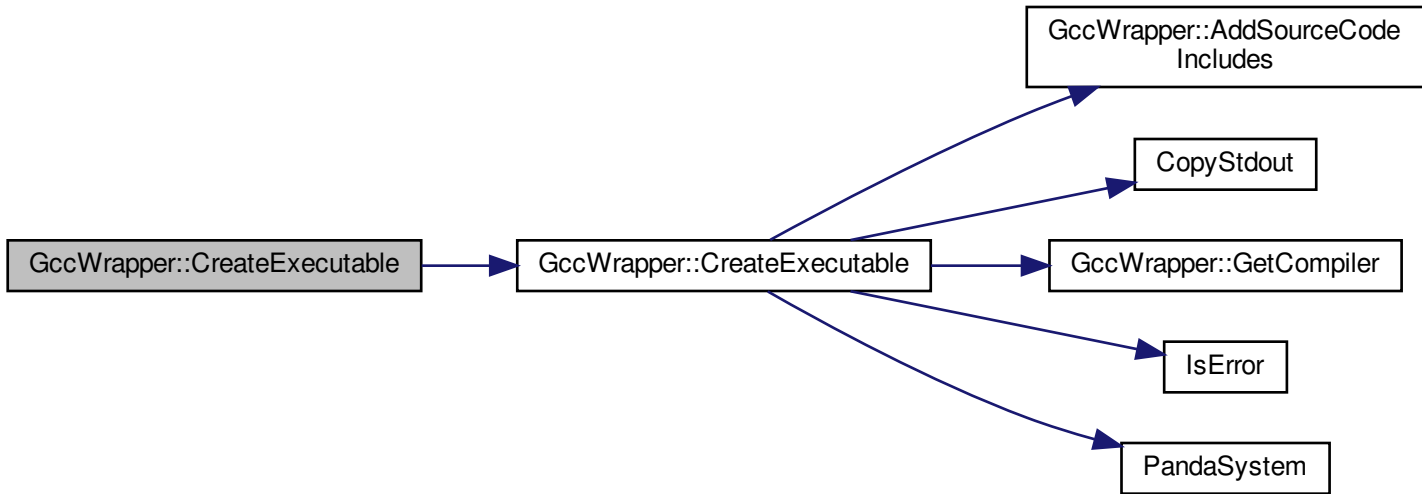 GccWrapper::CreateExecutable
GccWrapper::CreateExecutable
GccWrapper::AddSourceCode
Includes
CopyStdout
GccWrapper::GetCompiler
IsError
PandaSystem